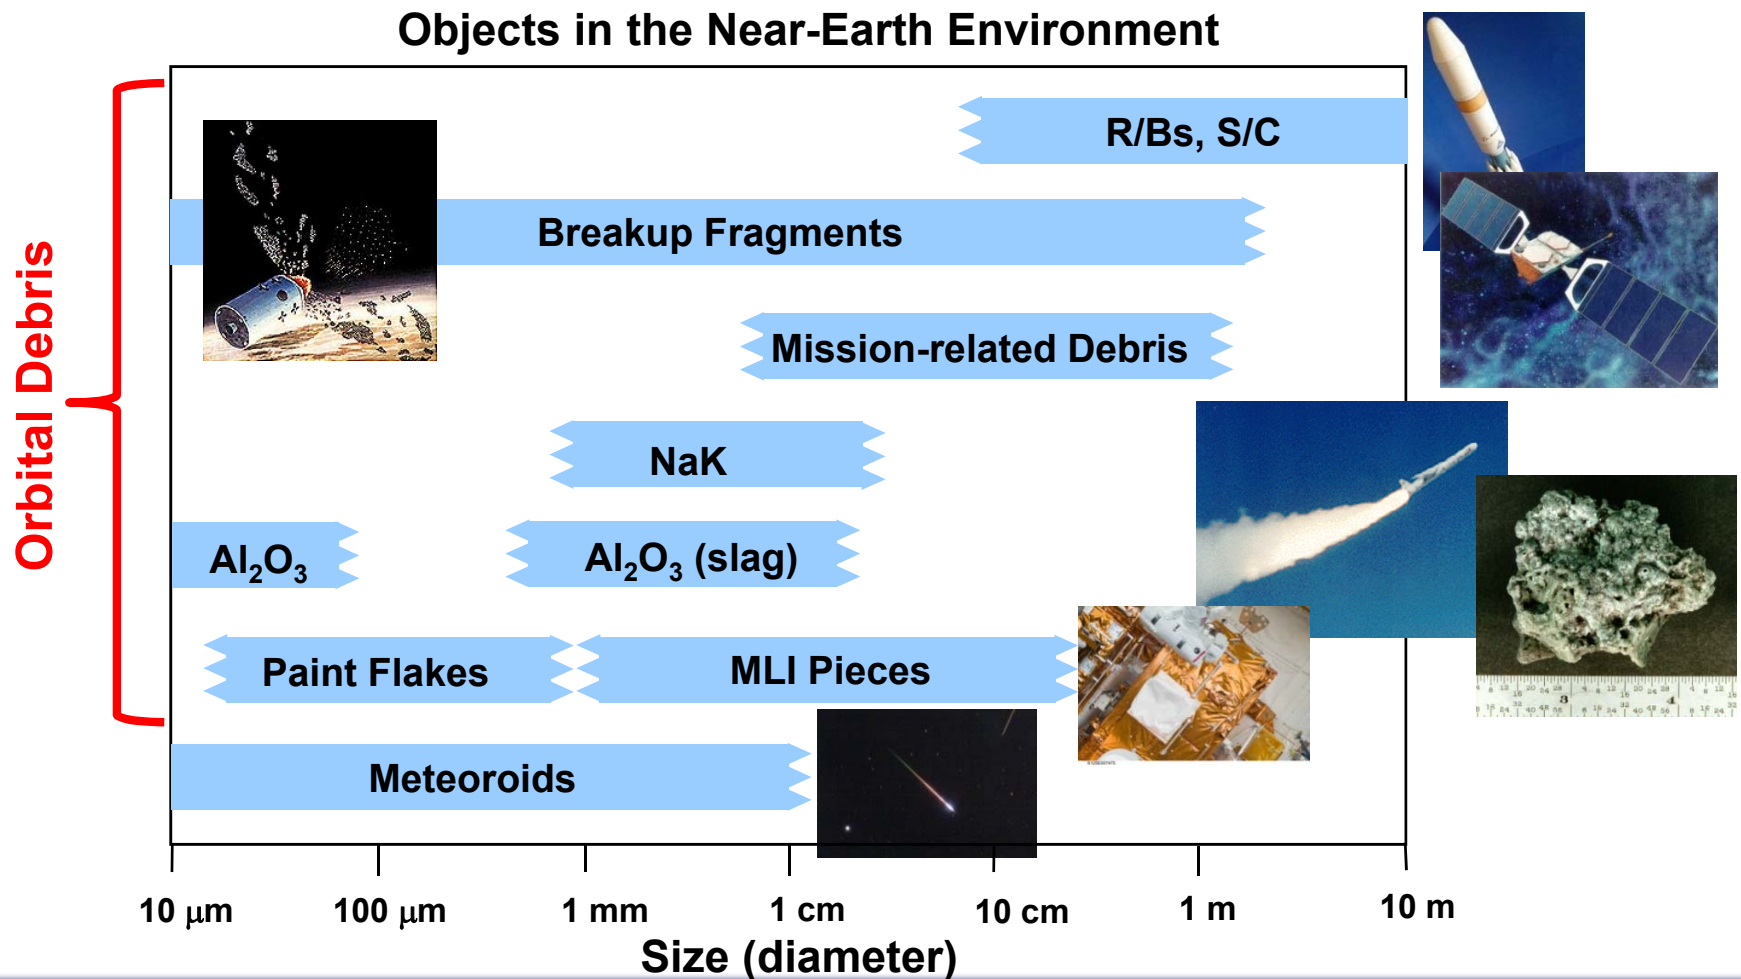 Objects in the Near-Earth Environment
Orbital Debris
R/Bs, S/C
Breakup Fragments
Mission-related Debris
NaK
Al₂O₃
Al₂O₃ (slag)
Paint Flakes
MLI Pieces
Meteoroids
10 μm
100 μm
1 mm
1 cm
10 cm
1 m
10 m
Size (diameter)